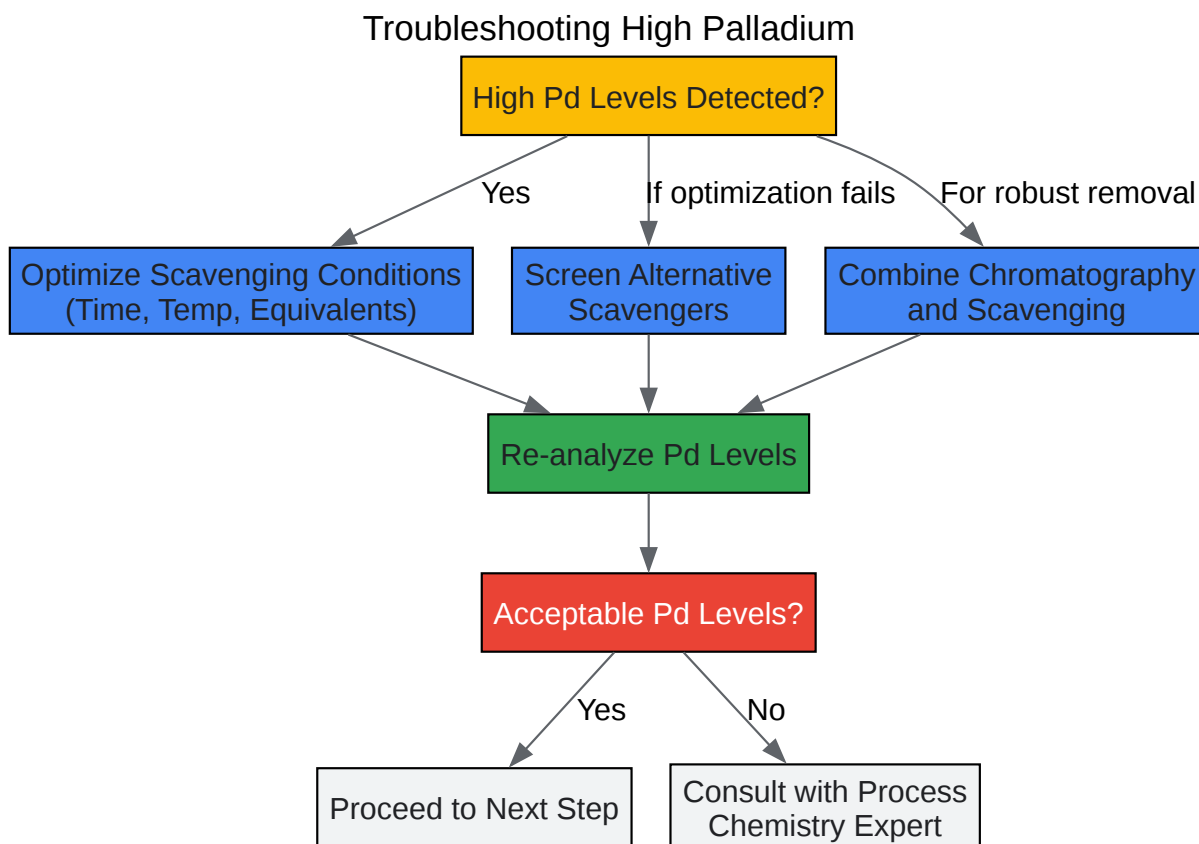 Troubleshooting High Palladium
High Pd Levels Detected?
Yes
If optimization fails
For robust removal
Optimize Scavenging Conditions
(Time, Temp, Equivalents)
Screen Alternative
Scavengers
Combine Chromatography
and Scavenging
Re-analyze Pd Levels
Acceptable Pd Levels?
Yes
No
Proceed to Next Step
Consult with Process
Chemistry Expert